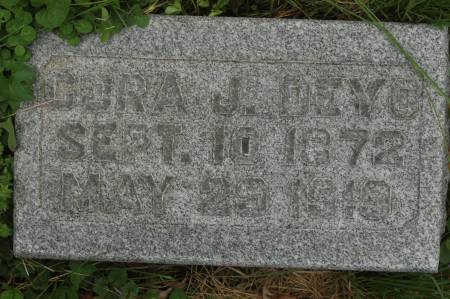 CORA J. DEYO
SEPT. 10 1872
MAY 29 1919